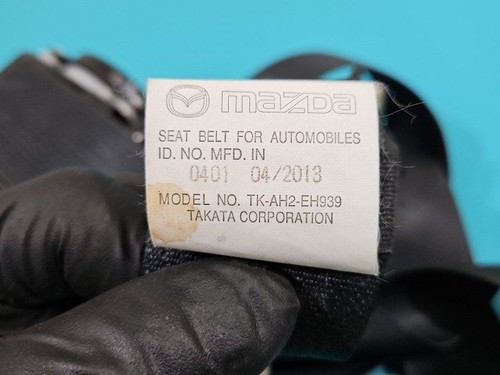 mazda
SEAT BELT FOR AUTOMOBILES
ID. NO. MFD. IN
0401 04/2013
MODEL NO. TK-AH2-EH939
TAKATA CORPORATION